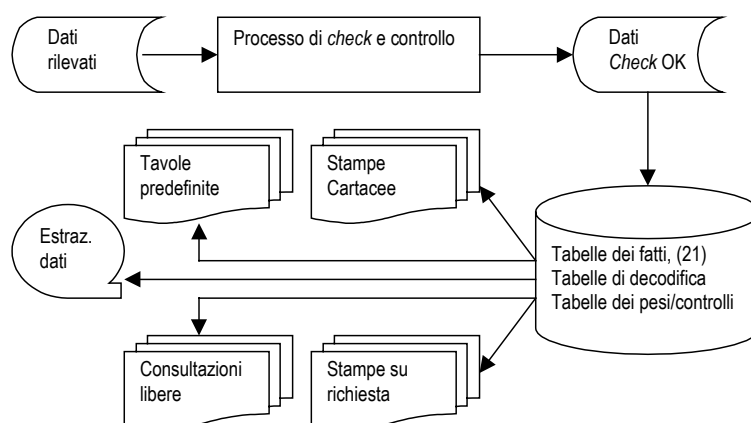 Dati
rilevati
Processo di check e controllo
Dati
Check OK
Tavole
predefinite
Stampe
Cartacee
Estraz.
dati
Tabelle dei fatti, (21)
Tabelle di decodifica
Tabelle dei pesi/controlli
Consultazioni
libere
Stampe su
richiesta